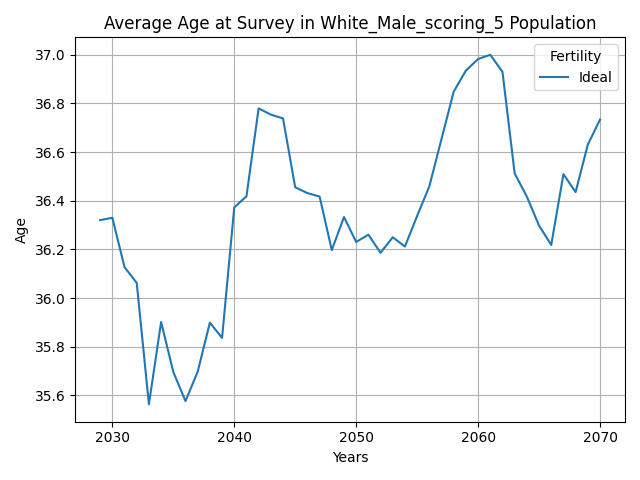 Average Age at Survey in White_Male_scoring_5 Population
Fertility
Ideal
37.0
36.8
36.6
36.4
36.2
36.0
35.8
35.6
Age
2030 2040 2050 2060 2070
Years